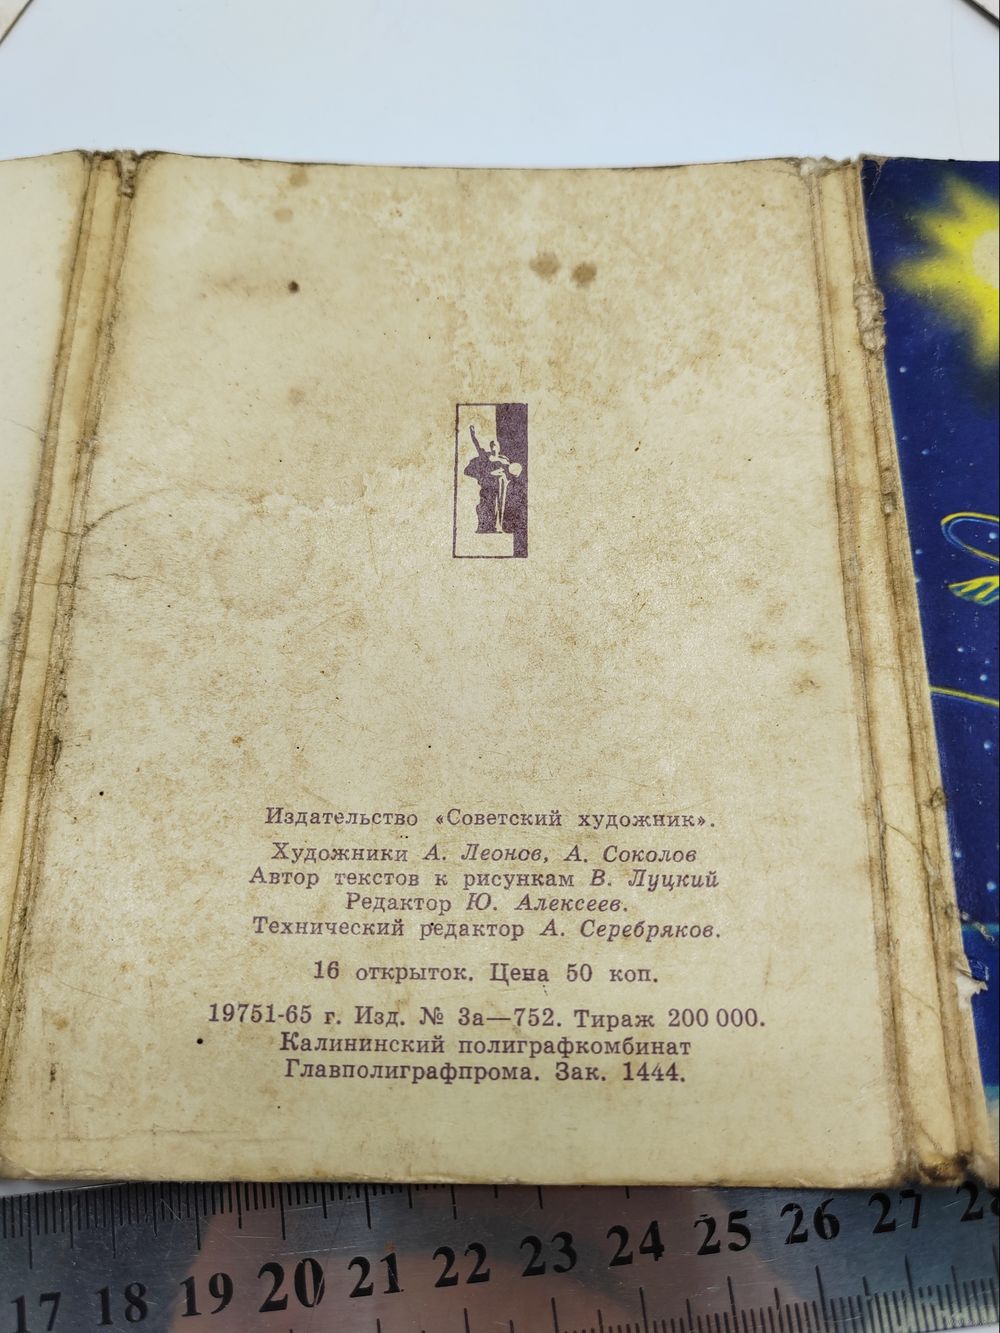 Издательство «Советский художник».
Художники А. Леонов, А. Соколов
Автор текстов к рисункам В. Луцкий
Редактор Ю. Алексеев.
Технический редактор А. Серебряков.
16 открыток. Цена 50 коп.
19751-65 г. Изд. № 3а—752. Тираж 200 000.
Калининский полиграфкомбинат
Главполиграфпрома. Зак. 1444.
17 18 19 20 21 22 23 24 25 26 27 28